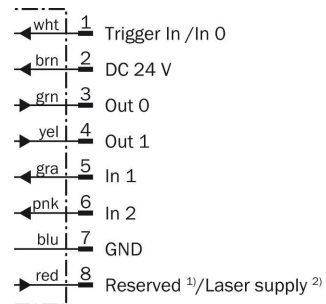 wht 1 Trigger In /In 0
brn 2 DC 24 V
grn 3 Out 0
yel 4 Out 1
gra 5 In 1
pnk 6 In 2
blu 7 GND
red 8 Reserved ¹⁾/Laser supply ²⁾